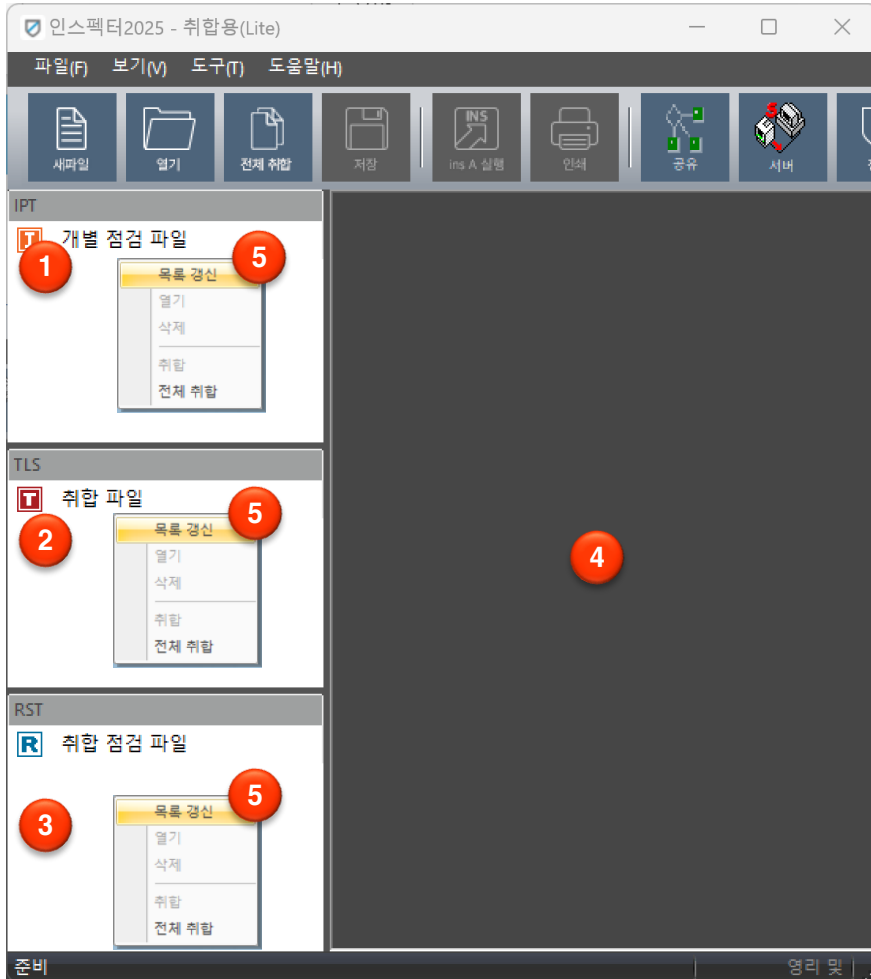 인스펙터2025 - 취합용(Lite)
파일(F) 보기(V) 도구(T) 도움말(H)
새파일 열기 전체 취합 저장 INS ins A 실행 인쇄 공유 S 서버
IPT
개별 점검 파일
1
5
목록 갱신
열기
삭제
취합
전체 취합
TLS
T 취합 파일
2
5
목록 갱신
열기
삭제
취합
전체 취합
4
RST
R 취합 점검 파일
3
5
목록 갱신
열기
삭제
취합
전체 취합
준비 영리 및